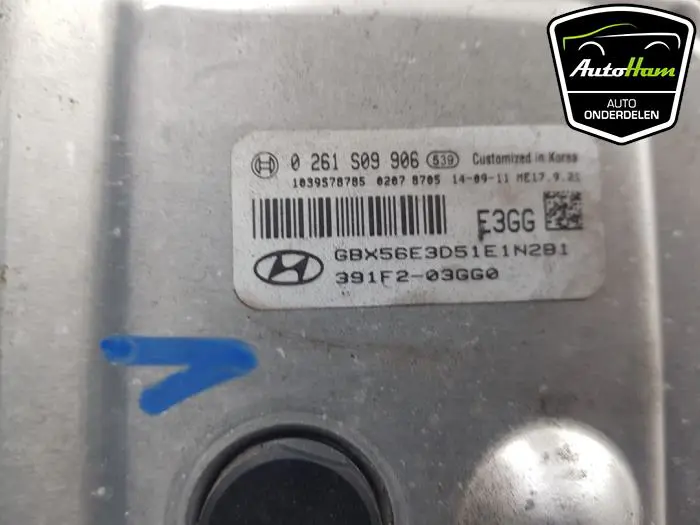 AutoHam
AUTO
ONDERDELEN
0 261 S09 906 539 Customized in Korea
1039S78785 0207 8705 14-09-11 ME17.9.21
E3GG
GBX56E3D51E1N2B1
391F2-03GG0